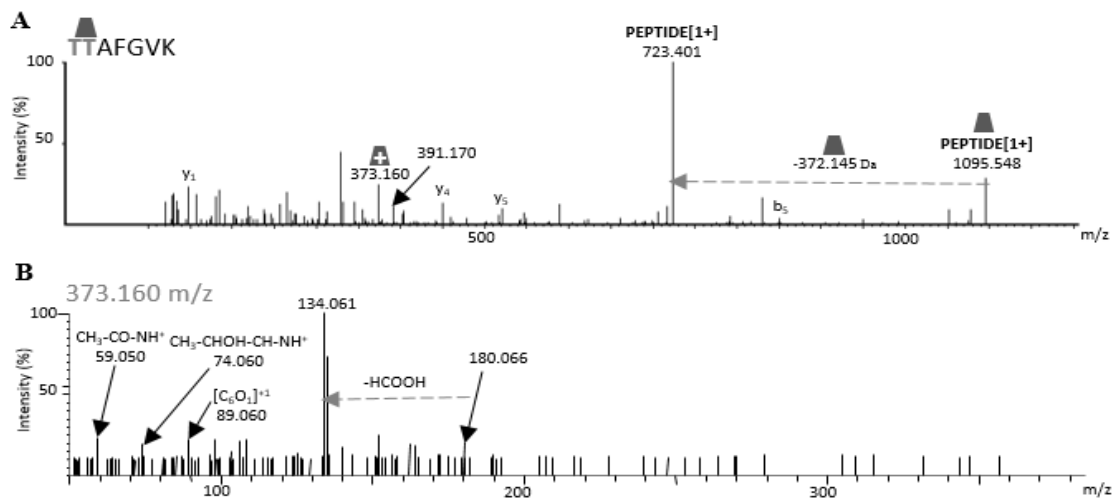 A
TTAFGVK
PEPTIDE[1+]
723.401
100
50
Intensity (%)
y₁
+
373.160
391.170
y₄
y₅
-372.145 Da
PEPTIDE[1+]
1095.548
b₅
500
1000
m/z
B
373.160 m/z
100
50
Intensity (%)
CH₃-CO-NH⁺
59.050
CH₃-CHOH-CH-NH⁺
74.060
[C₆O₁]⁺¹
89.060
134.061
-HCOOH
180.066
100
200
300
m/z